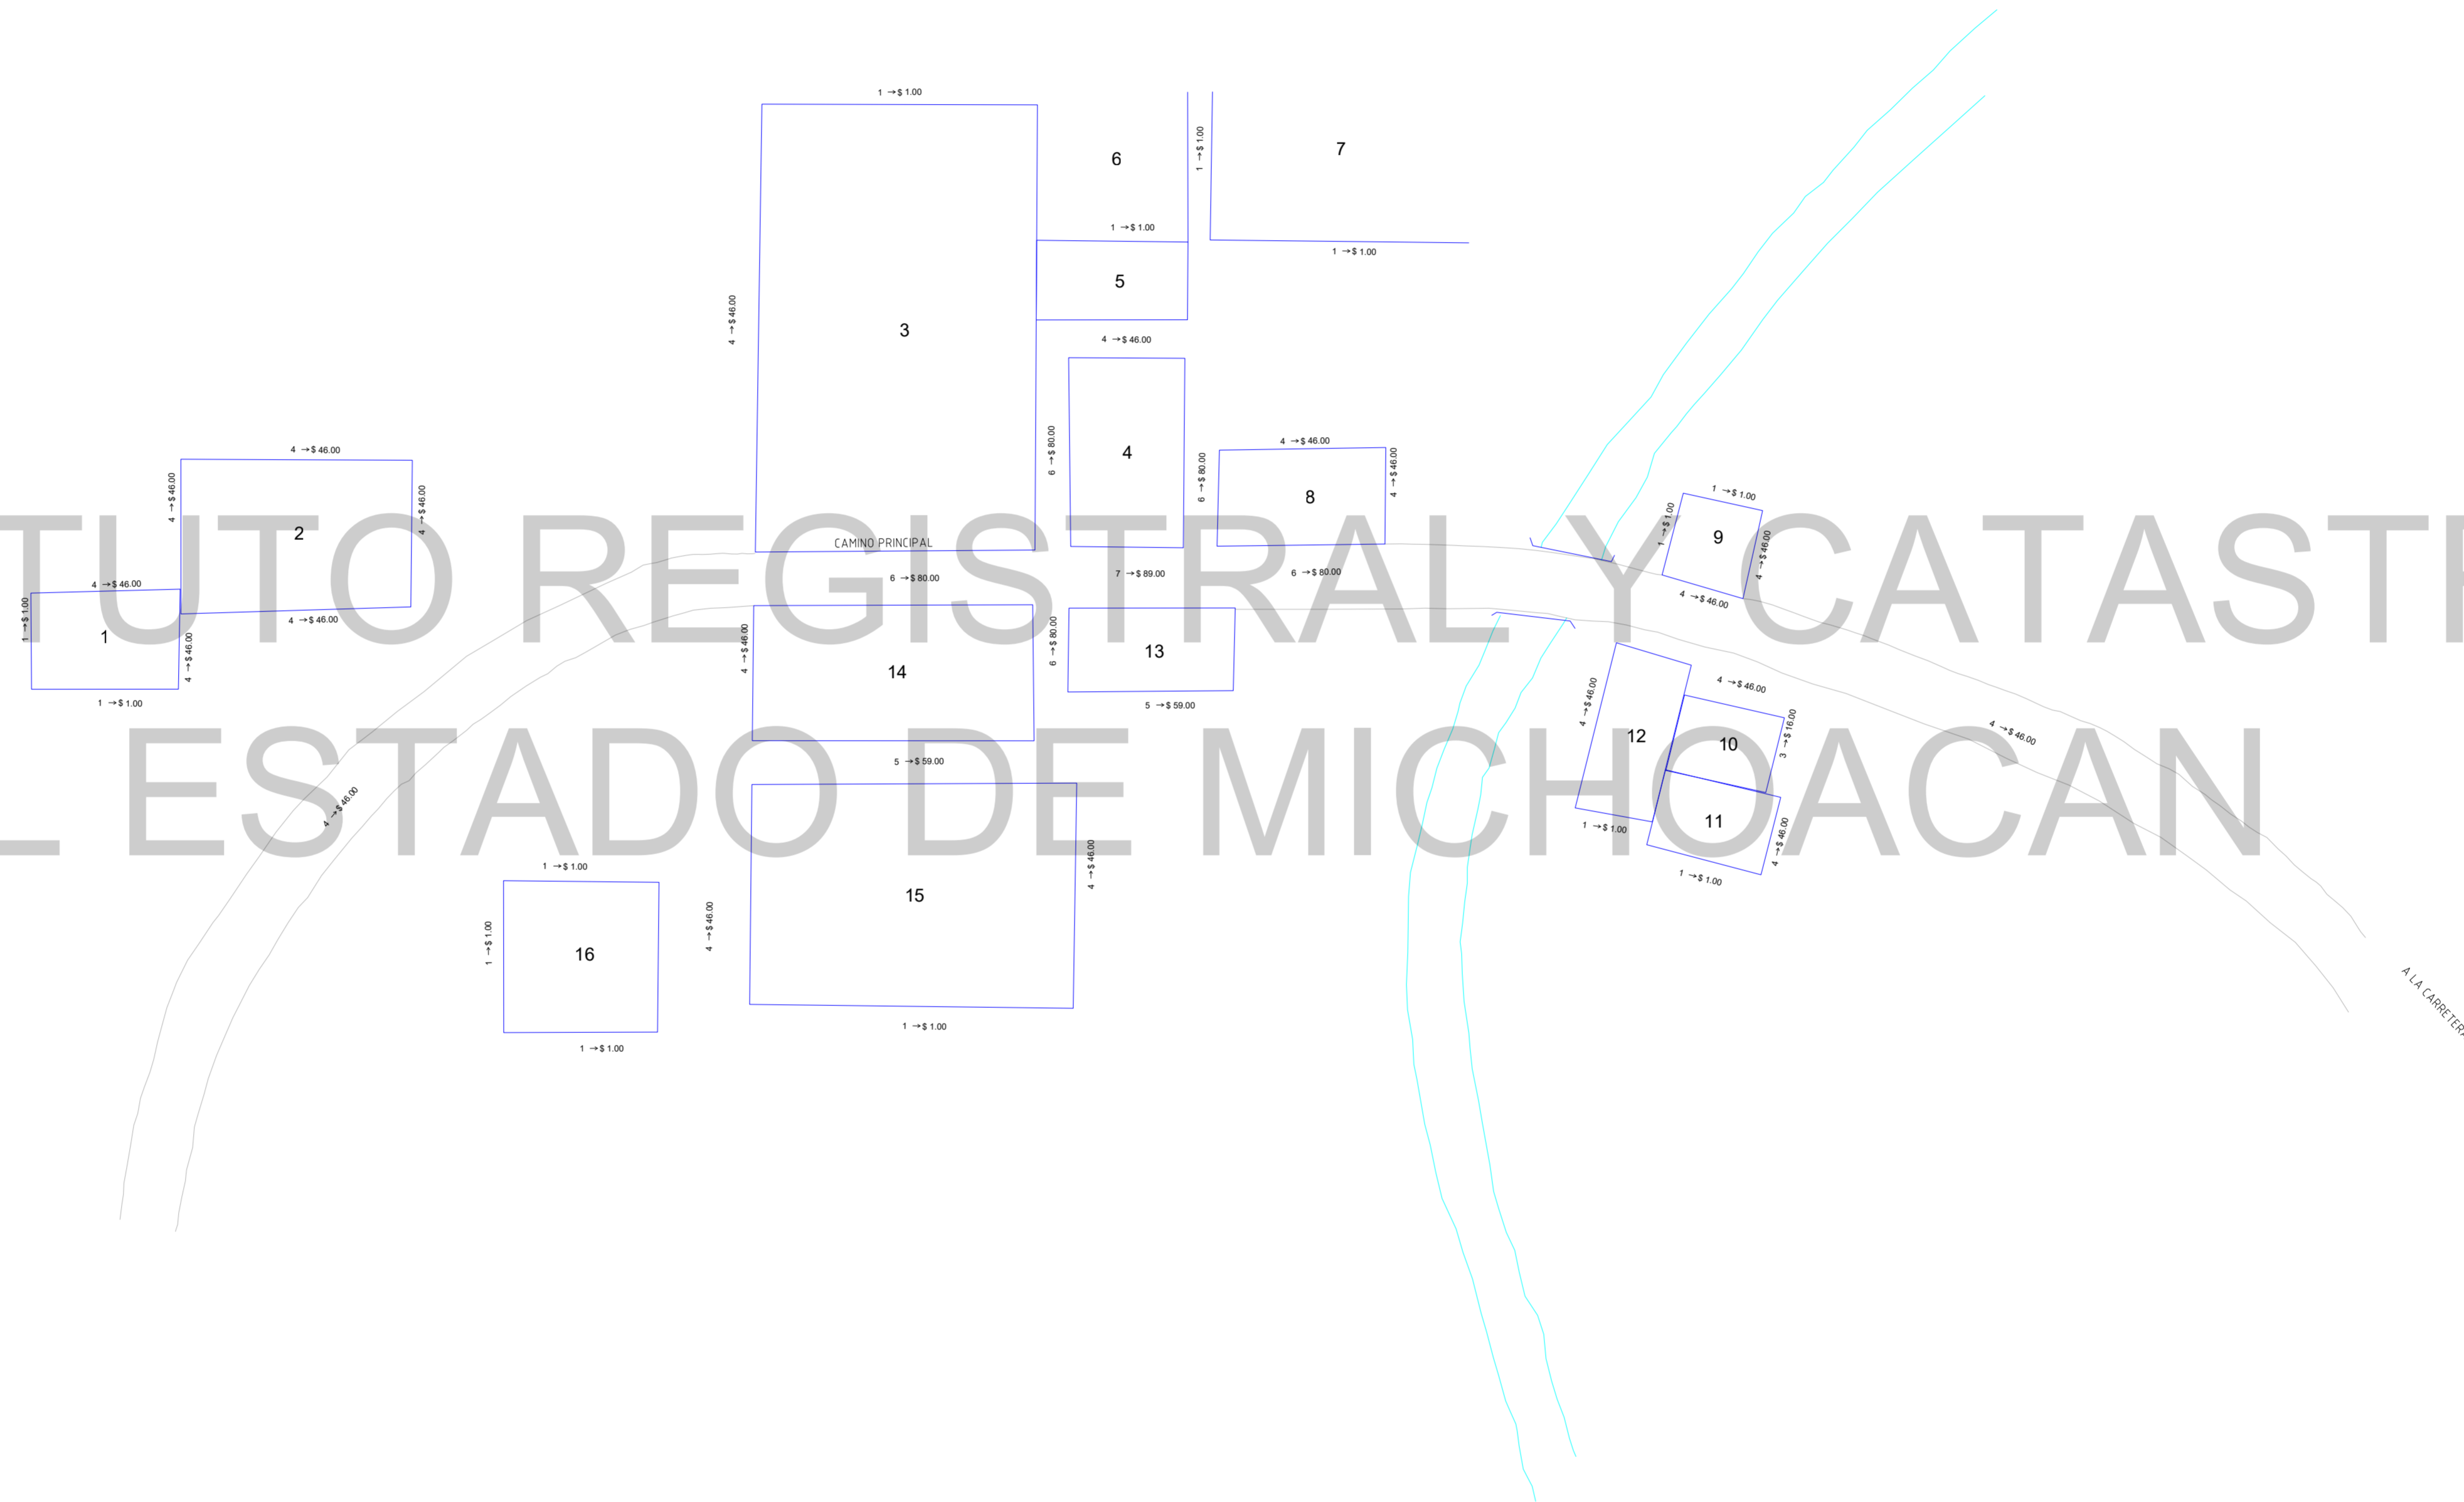 1 →$ 1.00
6
7
1 →$ 1.00
1 →$ 1.00
1 →$ 1.00
5
3
4 →$ 46.00
4 →$ 46.00
4 →$ 46.00
4 →$ 46.00
2
4 →$ 46.00
4 →$ 46.00
4 →$ 46.00
1 →$ 1.00
1
4 →$ 46.00
1 →$ 1.00
6 →$ 80.00
4
6 →$ 80.00
4 →$ 46.00
8
4 →$ 46.00
1 →$ 1.00
1 →$ 1.00
9
4 →$ 46.00
4 →$ 46.00
CAMINO PRINCIPAL
TUTO REGISTRAL Y CATAST
6 →$ 80.00
7 →$ 89.00
6 →$ 80.00
4 →$ 46.00
14
6 →$ 80.00
13
5 →$ 59.00
4 →$ 46.00
12
4 →$ 46.00
10
3 →$ 16.00
4 →$ 46.00
11
1 →$ 1.00
4 →$ 46.00
1 →$ 1.00
L ESTADO DE MICHOACAN
4 →$ 46.00
5 →$ 59.00
15
4 →$ 46.00
4 →$ 46.00
1 →$ 1.00
1 →$ 1.00
1 →$ 1.00
16
1 →$ 1.00
A LA CARRETERA